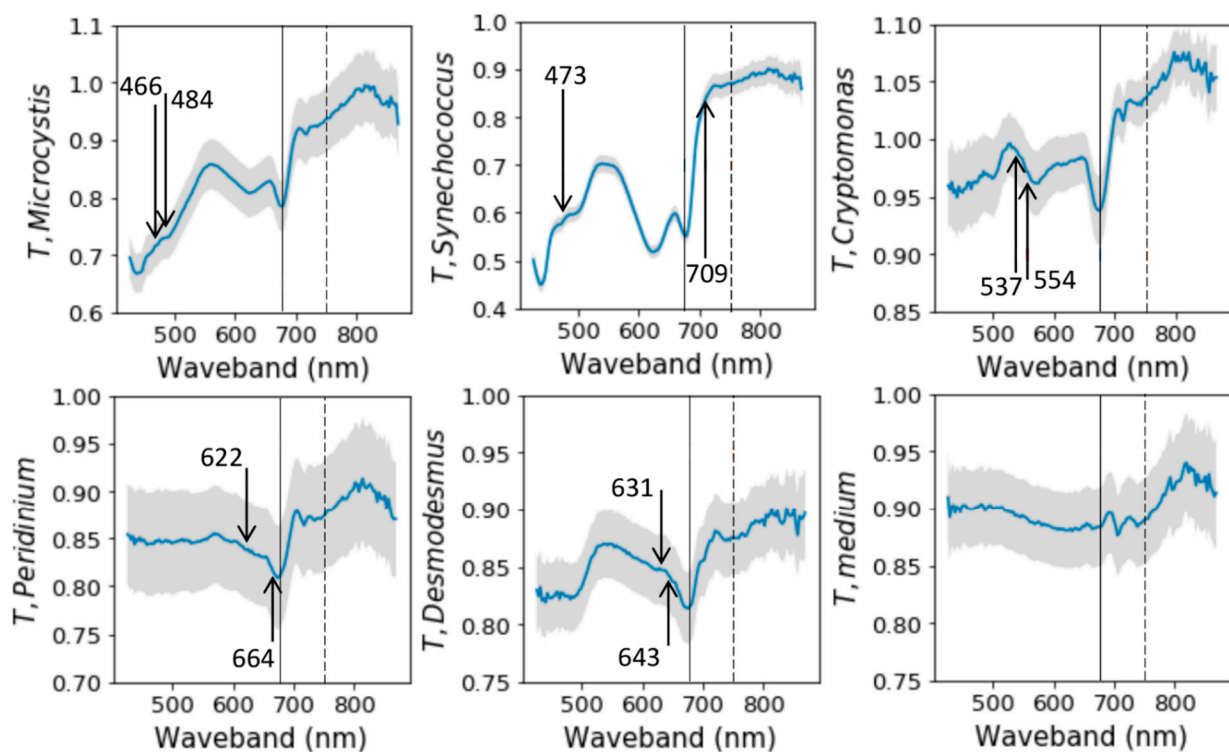 T, Microcystis
1.1
1.0
0.9
0.8
0.7
0.6
466
484
500 600 700 800
Waveband (nm)
T, Synechococcus
1.0
0.9
0.8
0.7
0.6
0.5
0.4
473
709
500 600 700 800
Waveband (nm)
T, Cryptomonas
1.10
1.05
1.00
0.95
0.90
0.85
537
554
500 600 700 800
Waveband (nm)
T, Peridinium
1.00
0.95
0.90
0.85
0.80
0.75
0.70
622
664
500 600 700 800
Waveband (nm)
T, Desmodesmus
1.00
0.95
0.90
0.85
0.80
0.75
631
643
500 600 700 800
Waveband (nm)
T, medium
1.00
0.95
0.90
0.85
0.80
0.75
500 600 700 800
Waveband (nm)